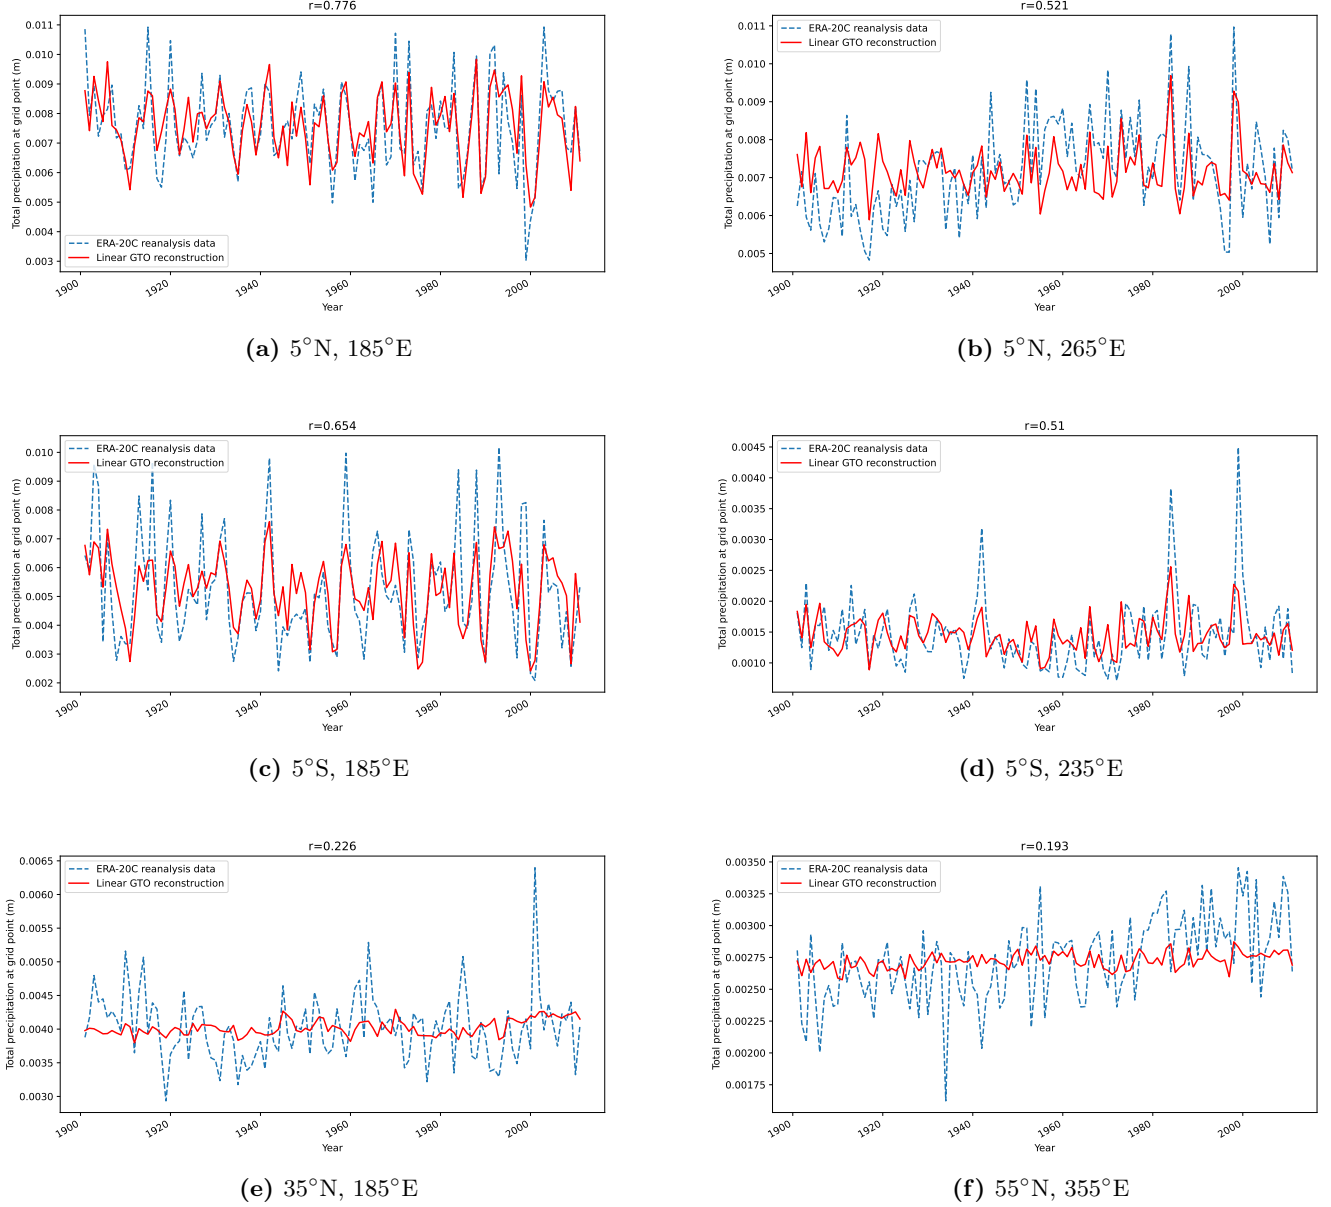 r=0.776
Total precipitation at grid point (m)
0.011
0.010
0.009
0.008
0.007
0.006
0.005
0.004
0.003
ERA-20C reanalysis data
Linear GTO reconstruction
1900 1920 1940 1960 1980 2000
Year
(a) 5°N, 185°E
r=0.521
Total precipitation at grid point (m)
0.011
0.010
0.009
0.008
0.007
0.006
0.005
ERA-20C reanalysis data
Linear GTO reconstruction
1900 1920 1940 1960 1980 2000
Year
(b) 5°N, 265°E
r=0.654
Total precipitation at grid point (m)
0.010
0.009
0.008
0.007
0.006
0.005
0.004
0.003
0.002
ERA-20C reanalysis data
Linear GTO reconstruction
1900 1920 1940 1960 1980 2000
Year
(c) 5°S, 185°E
r=0.51
Total precipitation at grid point (m)
0.0045
0.0040
0.0035
0.0030
0.0025
0.0020
0.0015
0.0010
ERA-20C reanalysis data
Linear GTO reconstruction
1900 1920 1940 1960 1980 2000
Year
(d) 5°S, 235°E
r=0.226
Total precipitation at grid point (m)
0.0065
0.0060
0.0055
0.0050
0.0045
0.0040
0.0035
0.0030
ERA-20C reanalysis data
Linear GTO reconstruction
1900 1920 1940 1960 1980 2000
Year
(e) 35°N, 185°E
r=0.193
Total precipitation at grid point (m)
0.00350
0.00325
0.00300
0.00275
0.00250
0.00225
0.00200
0.00175
ERA-20C reanalysis data
Linear GTO reconstruction
1900 1920 1940 1960 1980 2000
Year
(f) 55°N, 355°E